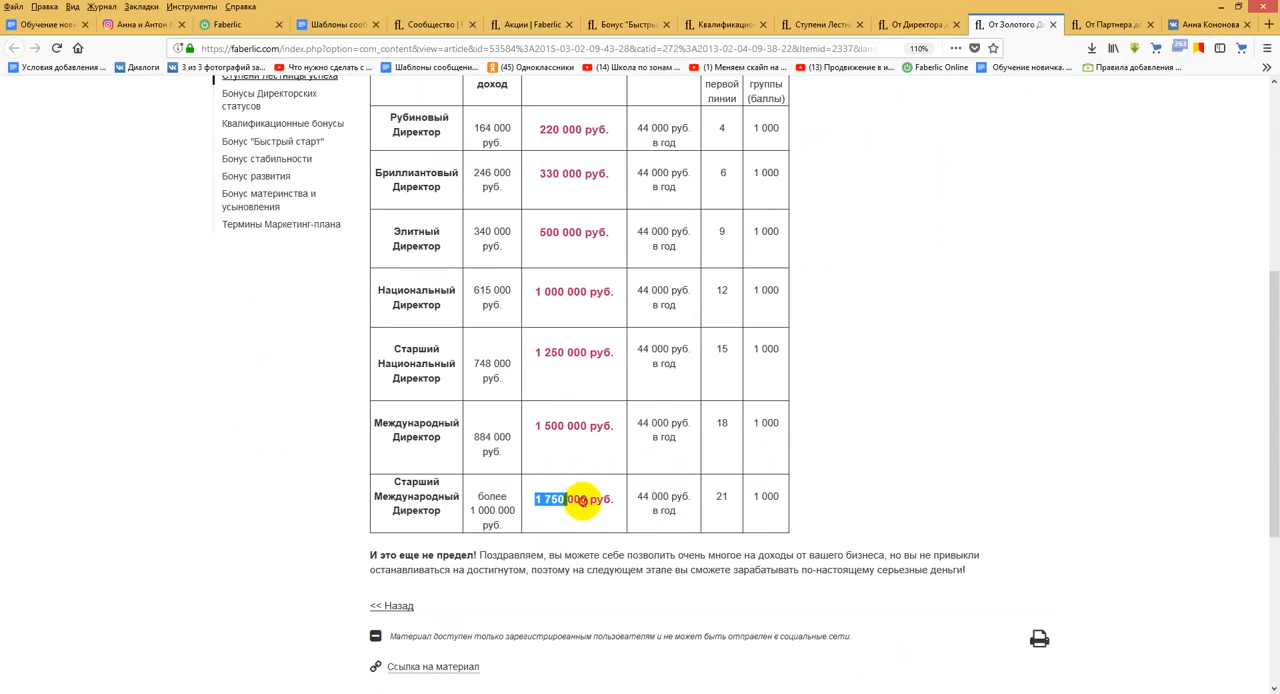 Файл Правка Вид Журнал Закладки Инструменты Справка
Обучение нови
Анна и Антон
Faberlic
Шаблоны сооб
Сообщество |
Акции | Faberlic
Бонус "Быстры
Квалификацио
Ступени Лестн
От Директора д
От Золотого Д
От Партнера до
Анна Кононова
https://faberlic.com/index.php?option=com_content&view=article&id=53584%3A2015-03-02-09-43-28&catid=272%3A2013-02-04-09-38-22&Itemid=2337&lang
110%
263
Условия добавления ...
Диалоги
3 из 3 фотографий за...
Что нужно сделать с ...
Шаблоны сообщени...
(45) Одноклассники
(14) Школа по зонам ...
(1) Меняем скайп на ...
(13) Продвижение в и...
Faberlic Online
Обучение новичка. ...
Правила добавления ...
Ступени Лестницы успеха
Бонусы Директорских
статусов
Квалификационные бонусы
Бонус "Быстрый старт"
Бонус стабильности
Бонус развития
Бонус материнства и
усыновления
Термины Маркетинг-плана
доход
первой
линии
группы
(баллы)
Рубиновый
Директор
164 000
руб.
220 000 руб.
44 000 руб.
в год
4
1 000
Бриллиантовый
Директор
246 000
руб.
330 000 руб.
44 000 руб.
в год
6
1 000
Элитный
Директор
340 000
руб.
500 000 руб.
44 000 руб.
в год
9
1 000
Национальный
Директор
615 000
руб.
1 000 000 руб.
44 000 руб.
в год
12
1 000
Старший
Национальный
Директор
748 000
руб.
1 250 000 руб.
44 000 руб.
в год
15
1 000
Международный
Директор
884 000
руб.
1 500 000 руб.
44 000 руб.
в год
18
1 000
Старший
Международный
Директор
более
1 000 000
руб.
1 750 000 руб.
44 000 руб.
в год
21
1 000
И это еще не предел! Поздравляем, вы можете себе позволить очень многое на доходы от вашего бизнеса, но вы не привыкли
останавливаться на достигнутом, поэтому на следующем этапе вы сможете зарабатывать по-настоящему серьезные деньги!
<< Назад
Материал доступен только зарегистрированным пользователям и не может быть отправлен в социальные сети.
Ссылка на материал